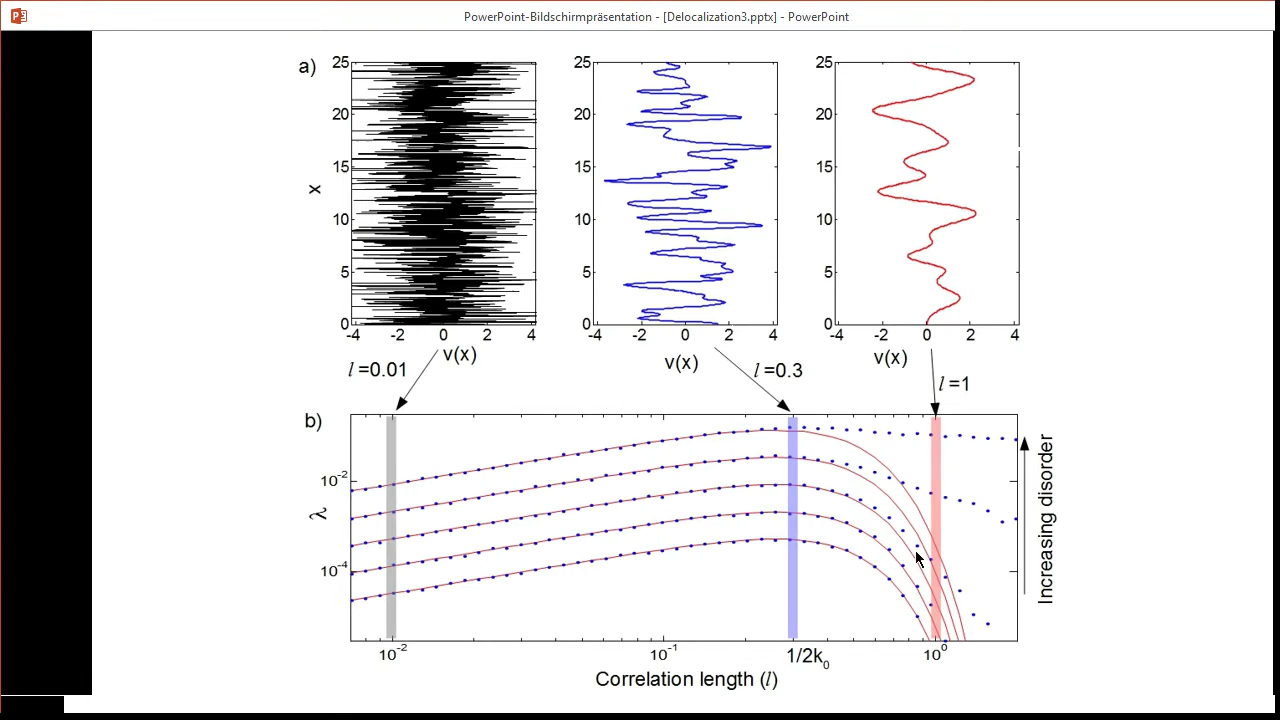 PowerPoint-Bildschirmpräsentation - [Delocalization3.pptx] - PowerPoint
a)
25
20
15
10
5
0
x
-4 -2 0 2 4
v(x)
25
20
15
10
5
0
-4 -2 0 2 4
v(x)
25
20
15
10
5
0
-4 -2 0 2 4
v(x)
l =0.01
l =0.3
l =1
b)
10⁻²
λ
10⁻⁴
10⁻² 10⁻¹ 1/2k₀ 10⁰
Correlation length (l)
Increasing disorder